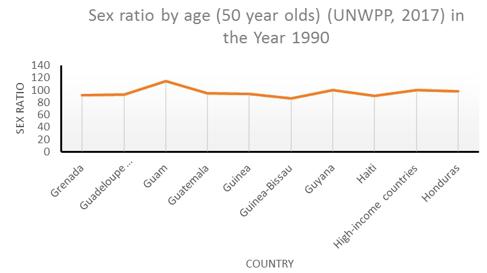 Sex ratio by age (50 year olds) (UNWPP, 2017) in
the Year 1990
140
120
100
80
60
40
20
0
SEX RATIO
Grenada
Guadeloupe...
Guam
Guatemala
Guinea
Guinea-Bissau
Guyana
Haiti
High-income countries
Honduras
COUNTRY